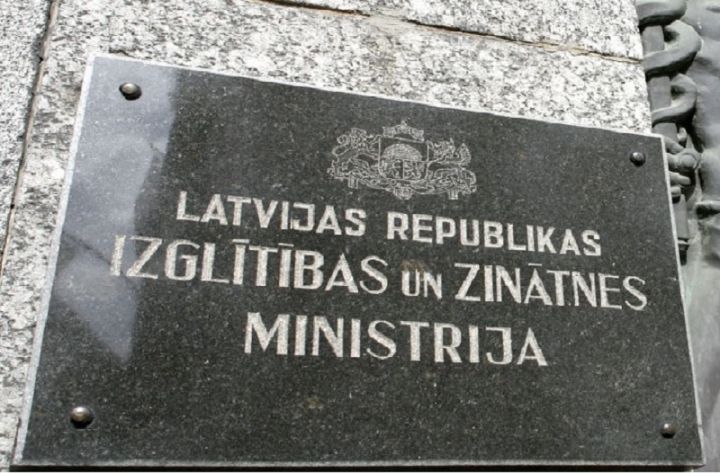 LATVIJAS REPUBLIKAS
IZGLĪTĪBAS UN ZINĀTNES
MINISTRIJA